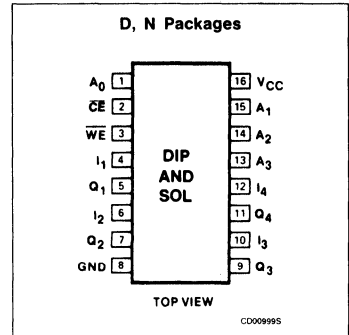 D, N Packages
A0 1
CE 2
WE 3
I1 4
Q1 5
I2 6
Q2 7
GND 8
DIP
AND
SOL
16 VCC
15 A1
14 A2
13 A3
12 I4
11 Q4
10 I3
9 Q3
TOP VIEW
CD00999S